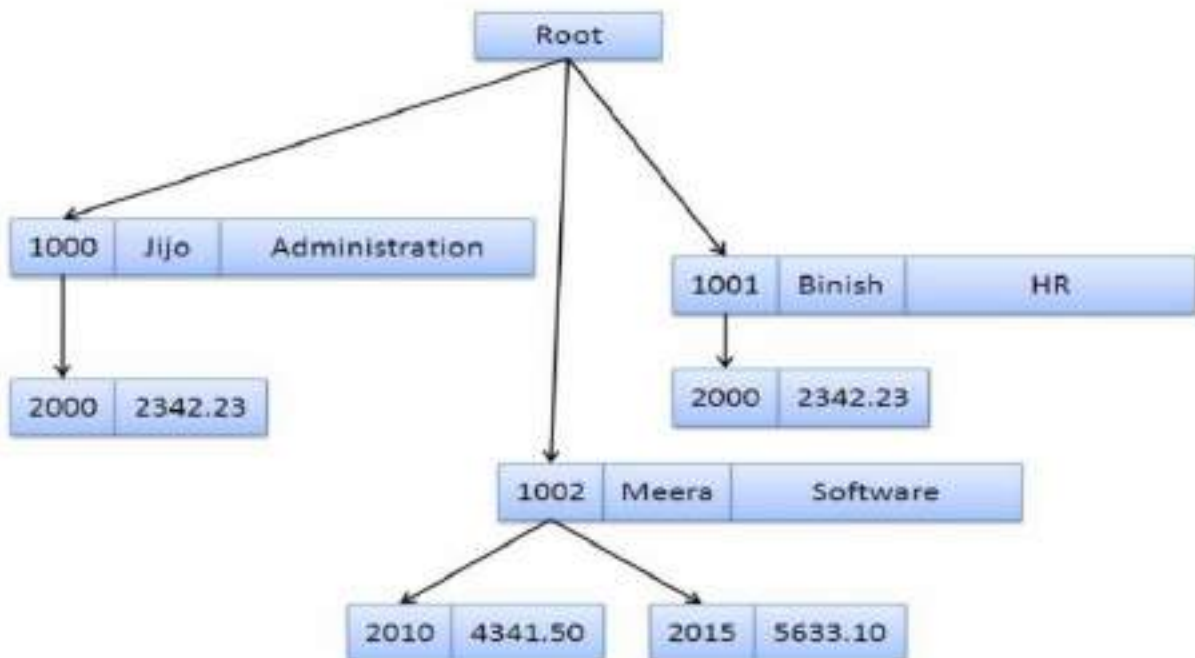 Root
1000 Jijo Administration
1001 Binish HR
2000 2342.23
2000 2342.23
1002 Meera Software
2010 4341.50
2015 5633.10